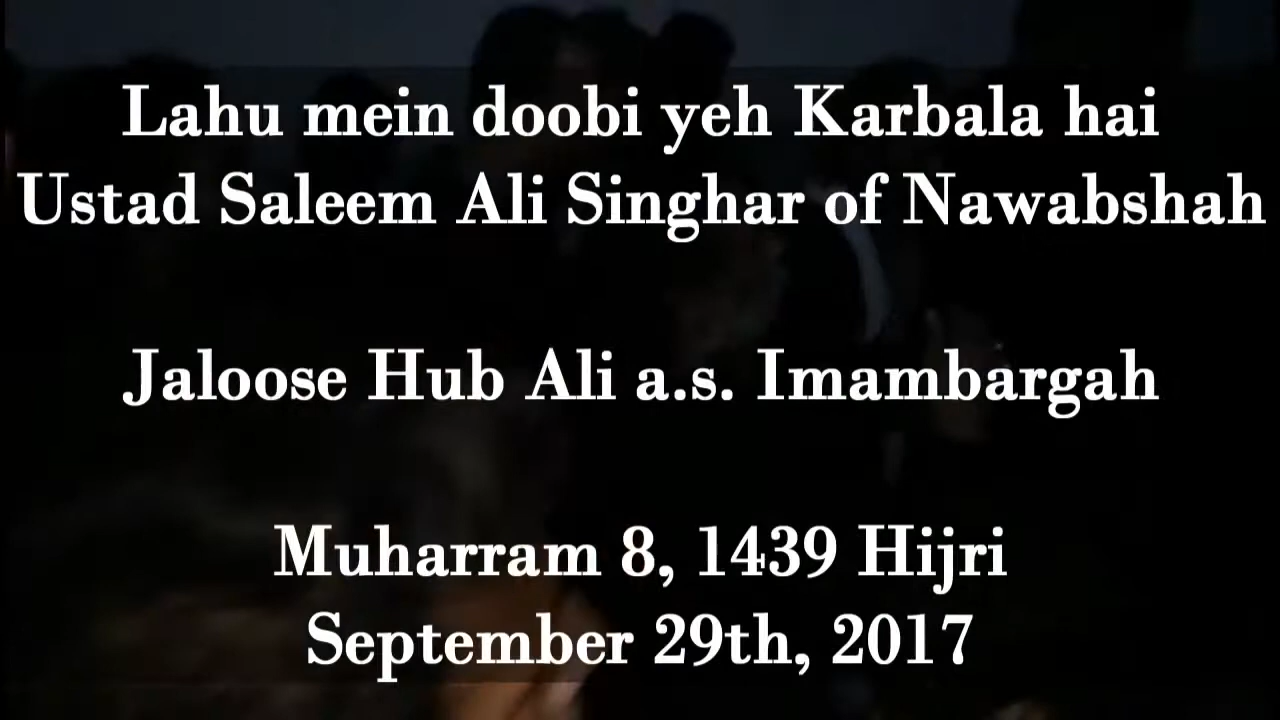 Lahu mein doobi yeh Karbala hai
Ustad Saleem Ali Singhar of Nawabshah
Jaloose Hub Ali a.s. Imambargah
Muharram 8, 1439 Hijri
September 29th, 2017